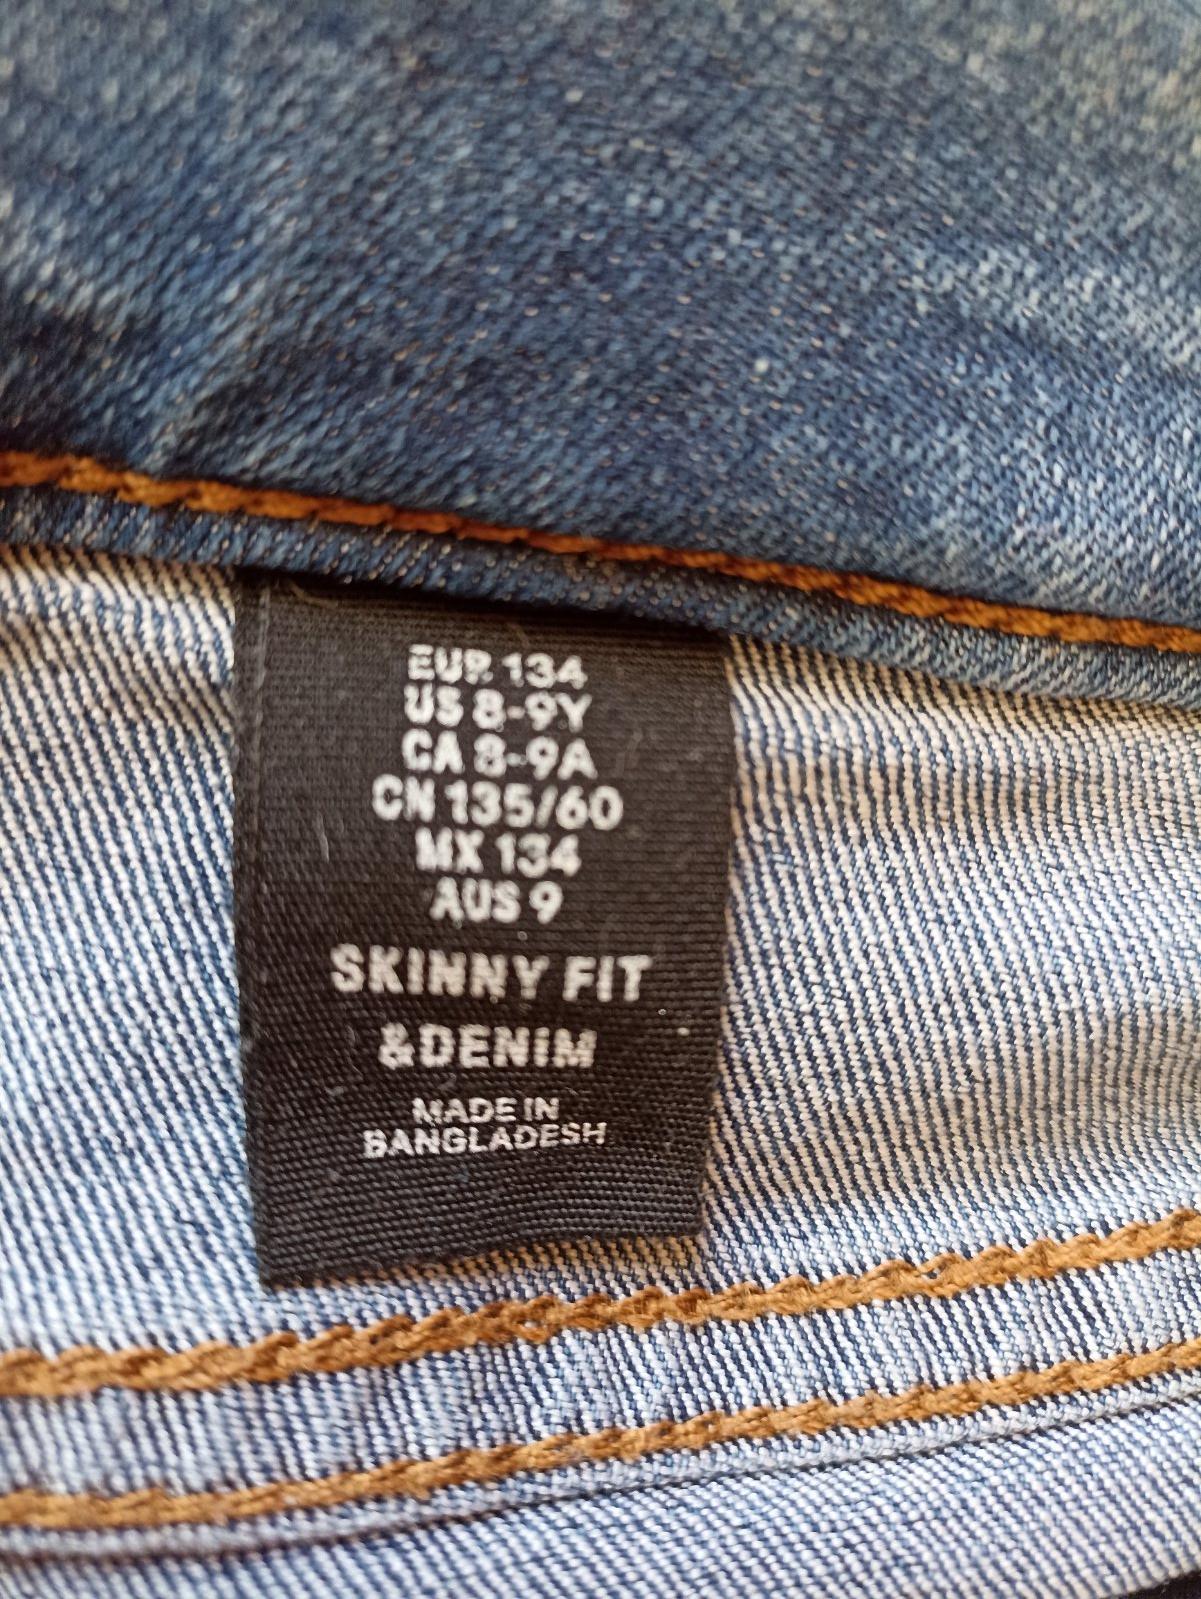 EUR 134
US 8-9Y
CA 8-9A
CN 135/60
MX 134
AUS 9
SKINNY FIT
&DENIM
MADE IN
BANGLADESH